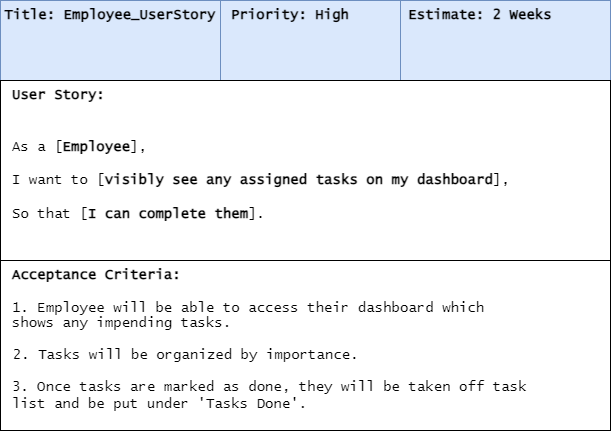 Title: Employee_UserStory
Priority: High
Estimate: 2 Weeks
User Story:
As a [Employee],
I want to [visibly see any assigned tasks on my dashboard],
So that [I can complete them].
Acceptance Criteria:
1. Employee will be able to access their dashboard which
shows any impending tasks.
2. Tasks will be organized by importance.
3. Once tasks are marked as done, they will be taken off task
list and be put under 'Tasks Done'.